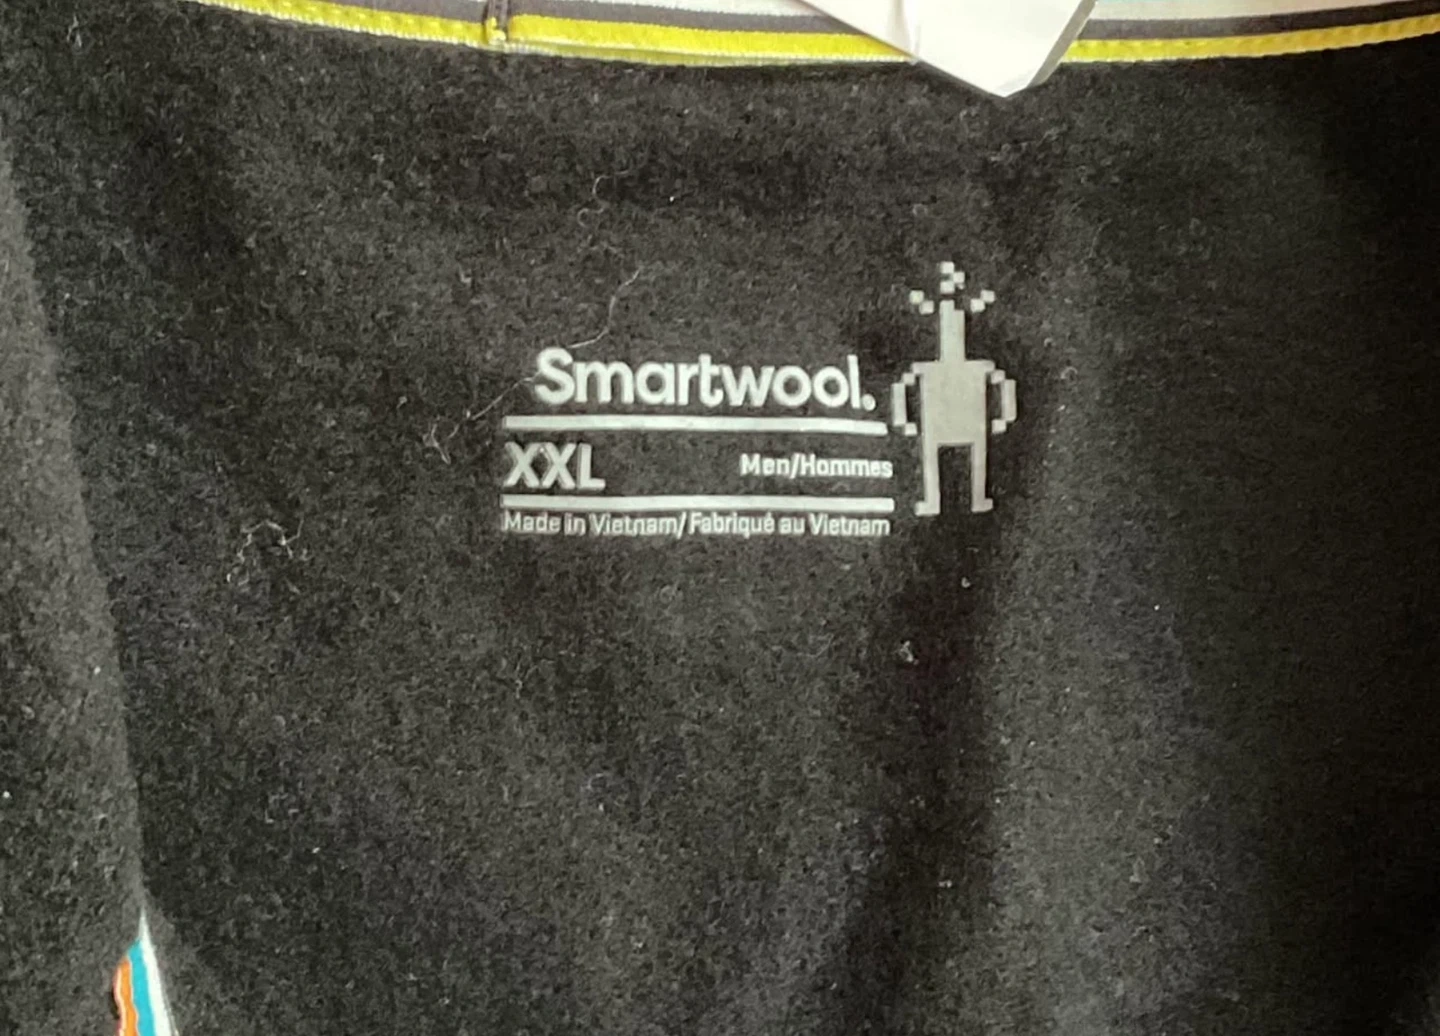 Smartwool.
XXL Men/Hommes
Made in Vietnam/Fabriqué au Vietnam